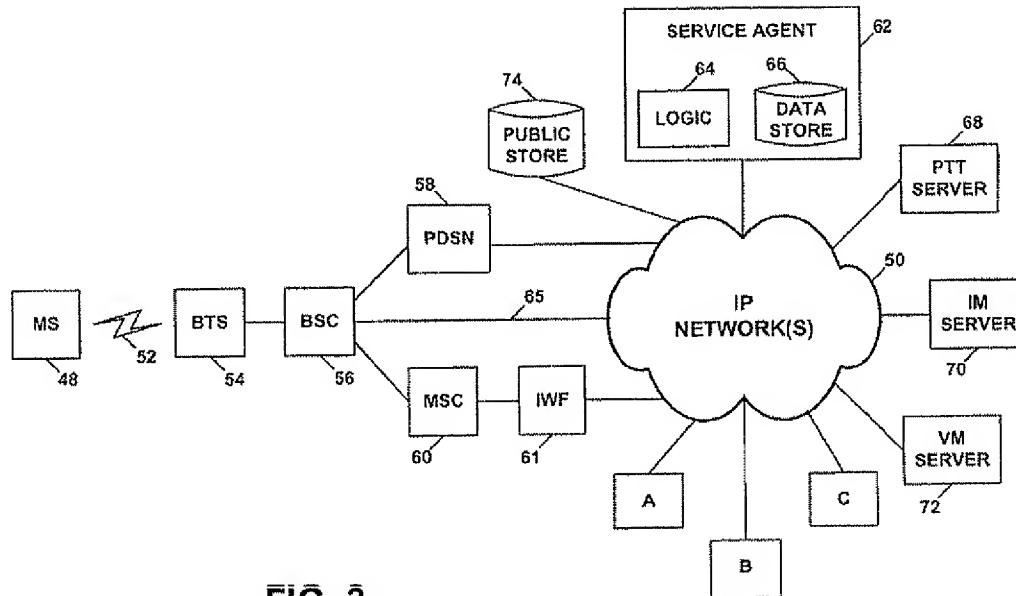 SERVICE AGENT
62
64
66
LOGIC
DATA
STORE
74
PUBLIC
STORE
68
PTT
SERVER
58
PDSN
50
MS
48
52
BTS
54
BSC
56
65
IP
NETWORK(S)
IM
SERVER
70
MSC
60
IWF
61
VM
SERVER
72
A
B
C